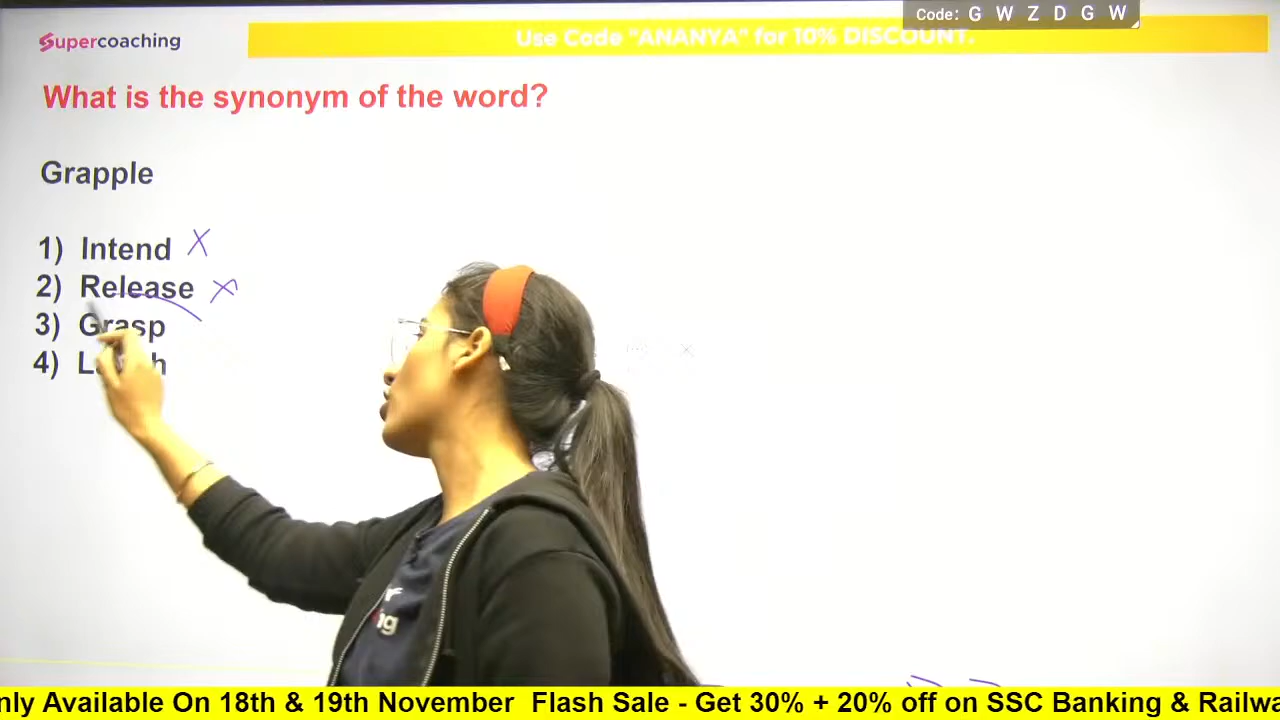 Supercoaching
Use Code "ANANYA" for 10% DISCOUNT.
Code: G W Z D G W
What is the synonym of the word?
Grapple
1) Intend X
2) Release X
3) Grasp
4)
nly Available On 18th & 19th November Flash Sale - Get 30% + 20% off on SSC Banking & Railwa